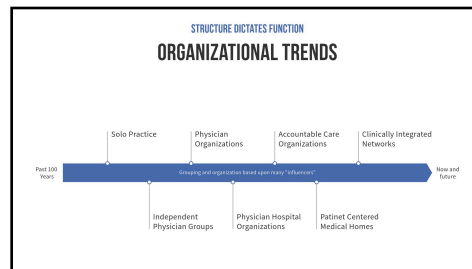 STRUCTURE DICTATES FUNCTION
ORGANIZATIONAL TRENDS
Solo Practice
Physician
Organizations
Accountable Care
Organizations
Clinically Integrated
Networks
Past 100
Years
Grouping and organization based upon many "influencers"
Now and
future
Independent
Physician Groups
Physician Hospital
Organizations
Patinet Centered
Medical Homes